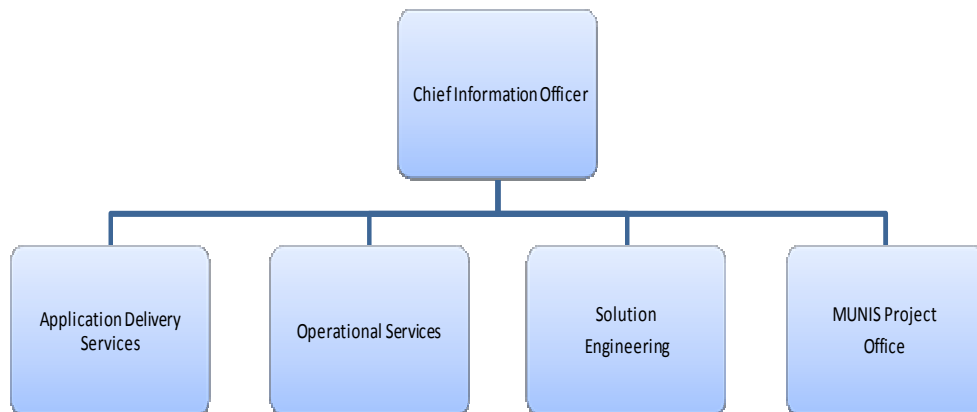 Chief Information Officer
Application Delivery
Services
Operational Services
Solution
Engineering
MUNIS Project
Office